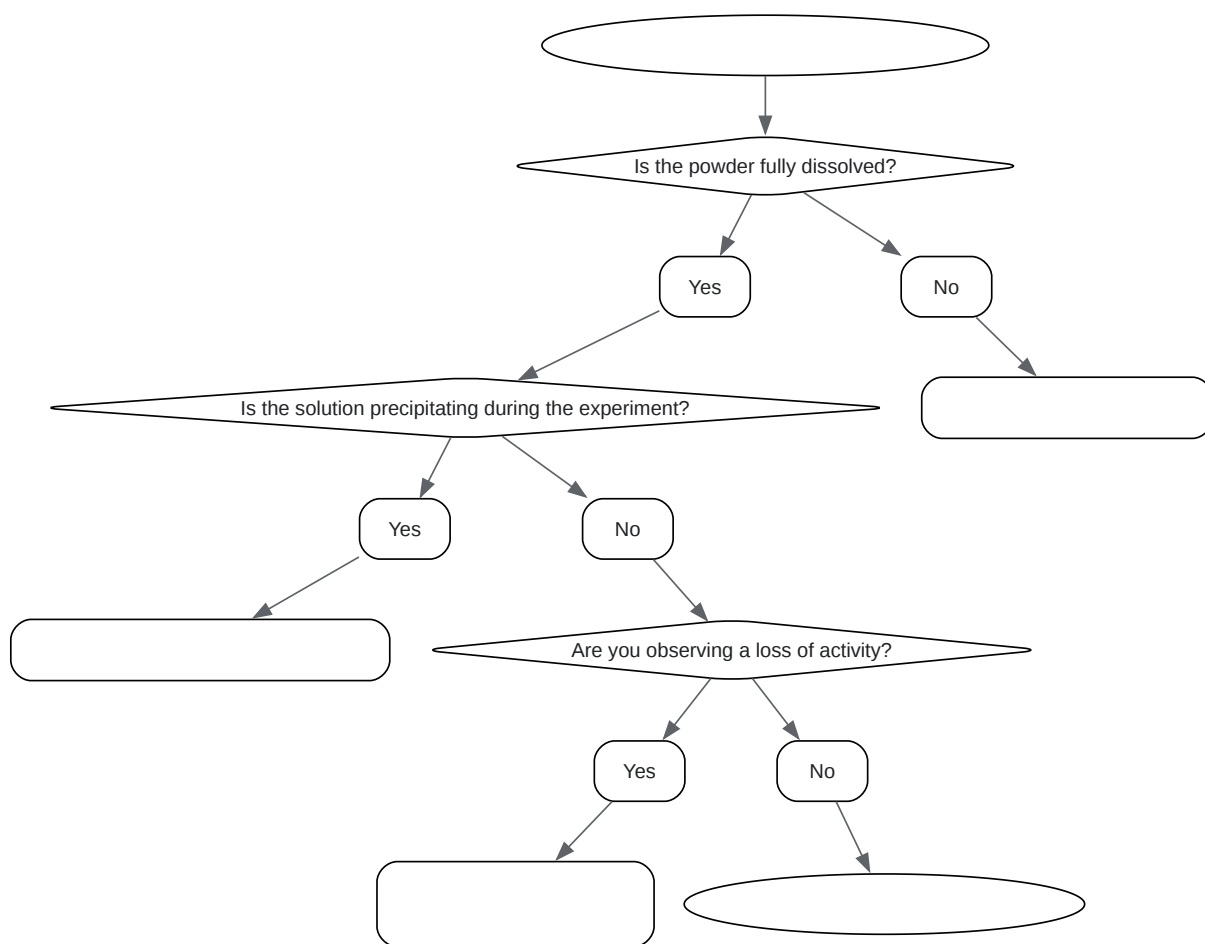 Is the powder fully dissolved?
Yes
No
Is the solution precipitating during the experiment?
Yes
No
Are you observing a loss of activity?
Yes
No